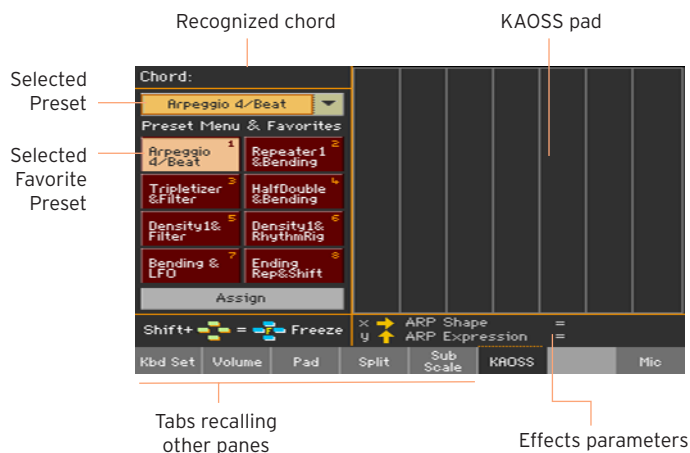 Recognized chord
KAOSS pad
Selected
Preset
Selected
Favorite
Preset
Chord:
Arpeggio 4/Beat
Preset Menu & Favorites
Arpeggio 1
4/Beat
Repeater1 2
&Bending
Tripletizer 3
&Filter
HalfDouble 4
&Bending
Density1& 5
Filter
Density1& 6
RhythmRig
Bending & 7
LFO
Ending 8
Rep&Shift
Assign
Shift+ = F Freeze
x ARP Shape =
y ARP Expression =
Kbd Set
Volume
Pad
Split
Sub
Scale
KAOSS
Mic
Tabs recalling
other panes
Effects parameters